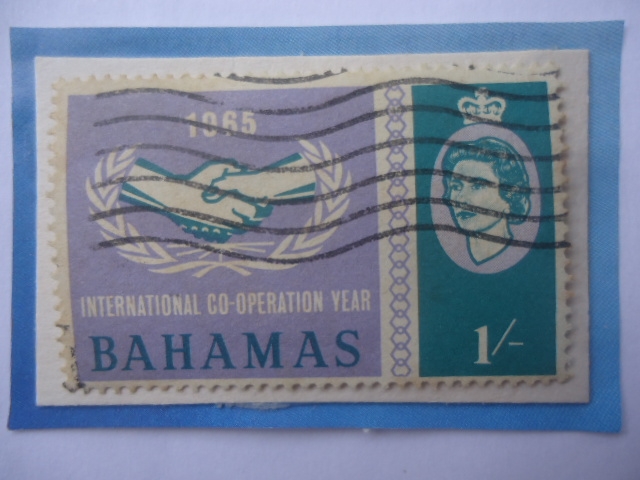 1965
INTERNATIONAL CO-OPERATION YEAR
BAHAMAS
1/-